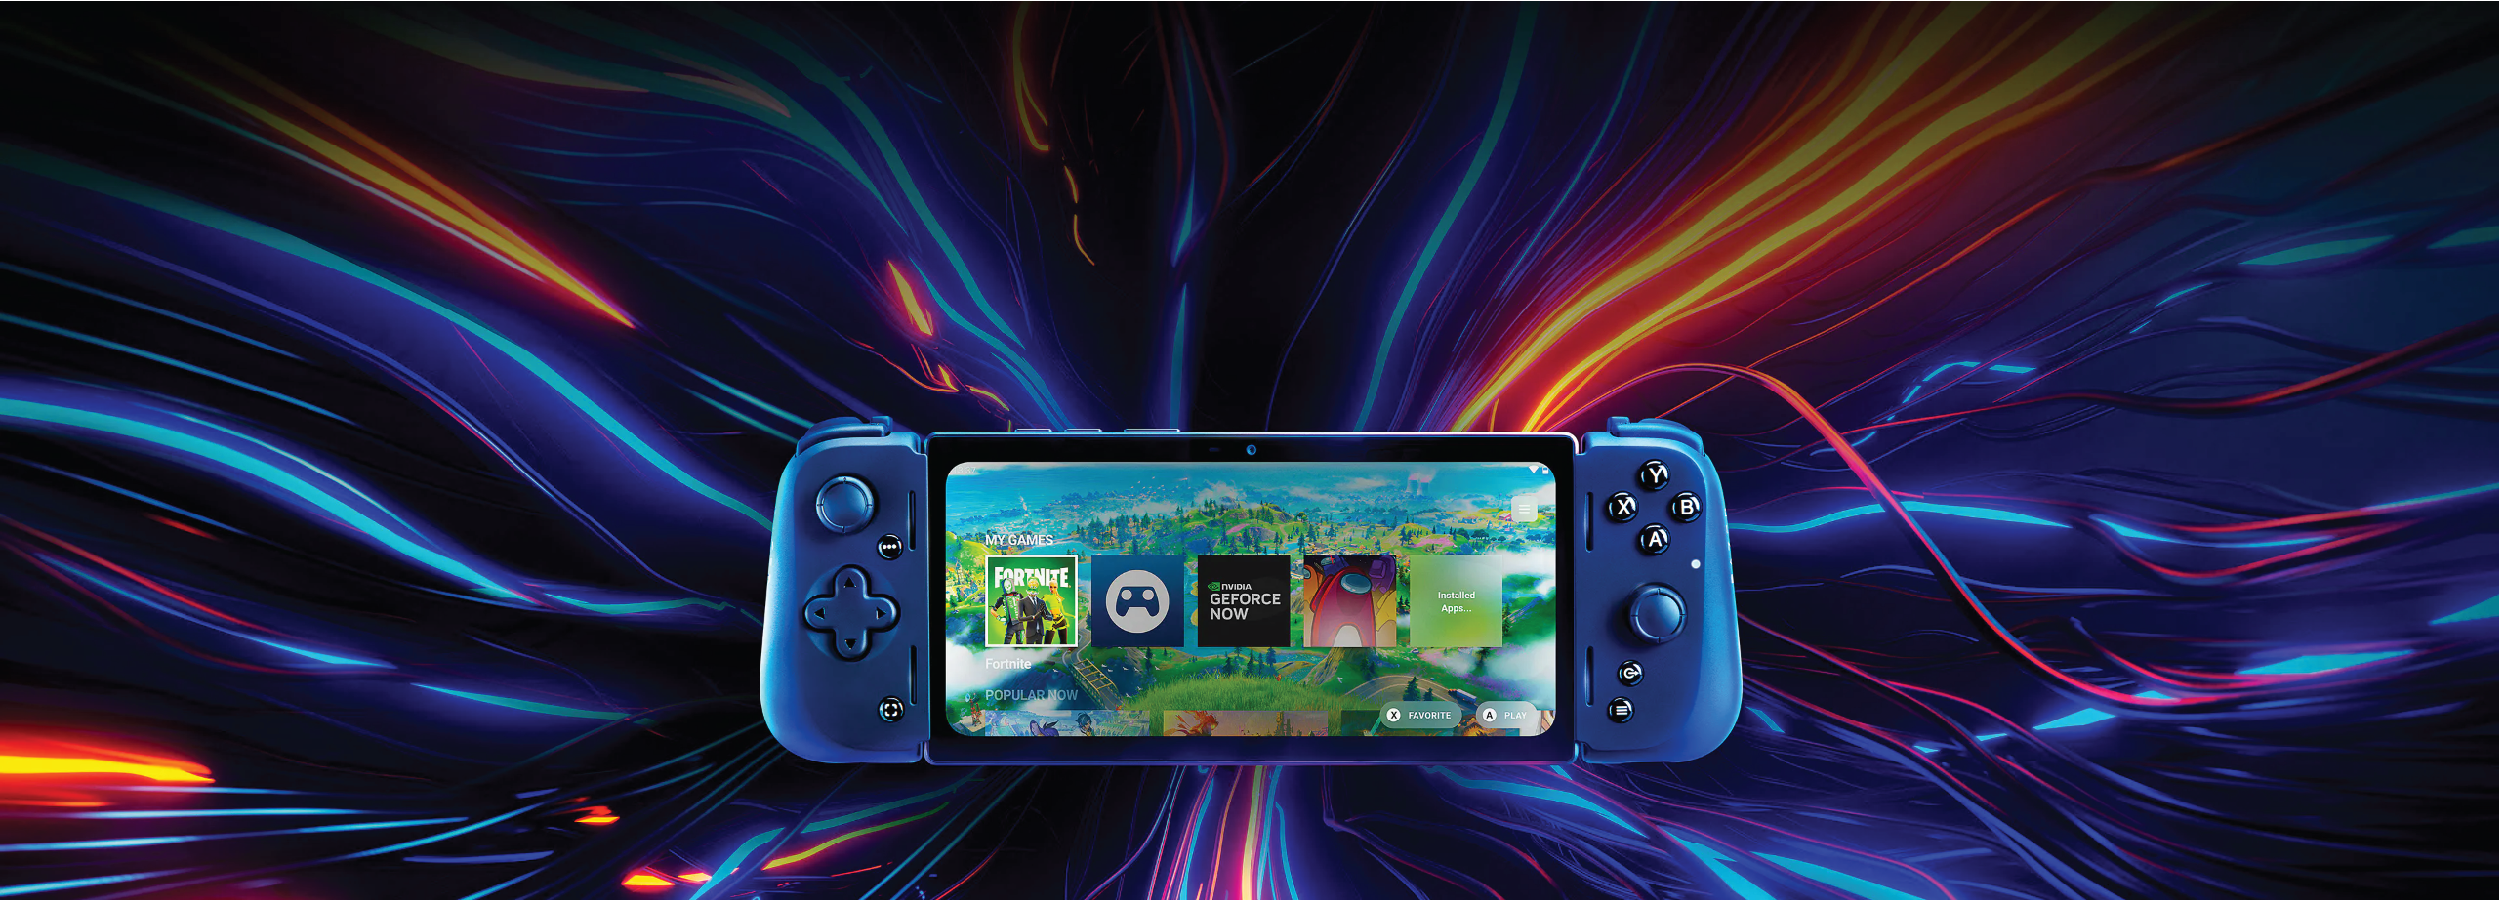 MY GAMES
FORTNITE
NVIDIA
GEFORCE
NOW
Installed
Apps...
Fortnite
POPULAR NOW
X FAVORITE
A PLAY
Y
X
B
A